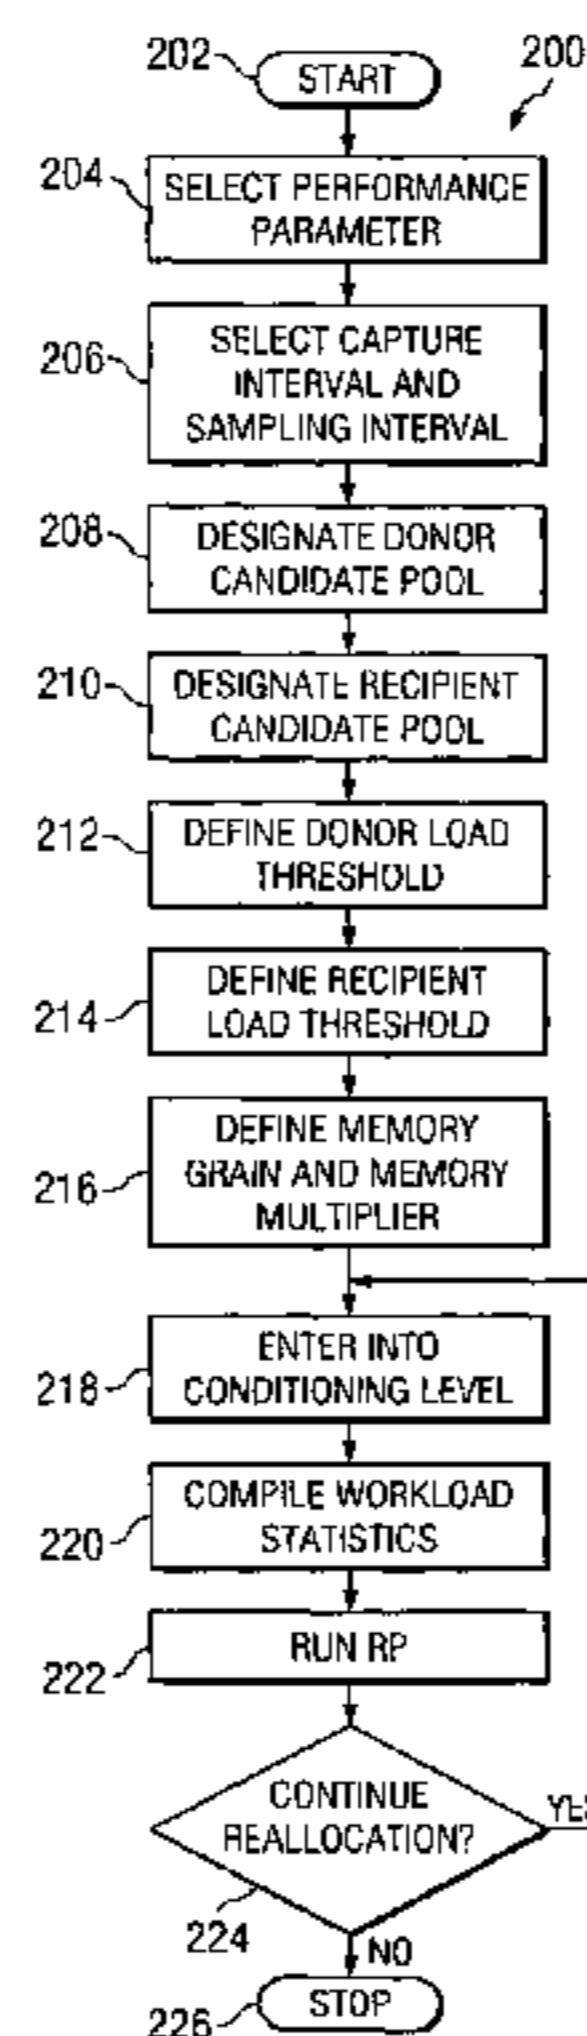 202
START
200
204
SELECT PERFORMANCE
PARAMETER
206
SELECT CAPTURE
INTERVAL AND
SAMPLING INTERVAL
208
DESIGNATE DONOR
CANDIDATE POOL
210
DESIGNATE RECIPIENT
CANDIDATE POOL
212
DEFINE DONOR LOAD
THRESHOLD
214
DEFINE RECIPIENT
LOAD THRESHOLD
216
DEFINE MEMORY
GRAIN AND MEMORY
MULTIPLIER
218
ENTER INTO
CONDITIONING LEVEL
220
COMPILE WORKLOAD
STATISTICS
222
RUN RP
CONTINUE
REALLOCATION?
YES
224
NO
226
STOP